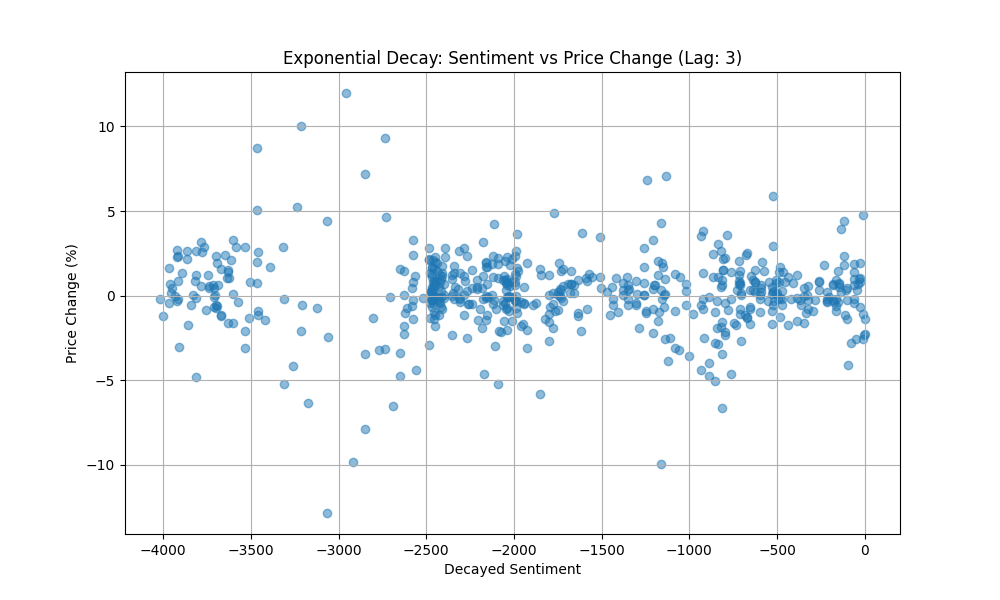 Exponential Decay: Sentiment vs Price Change (Lag: 3)
Price Change (%)
10
5
0
−5
−10
−4000 −3500 −3000 −2500 −2000 −1500 −1000 −500 0
Decayed Sentiment